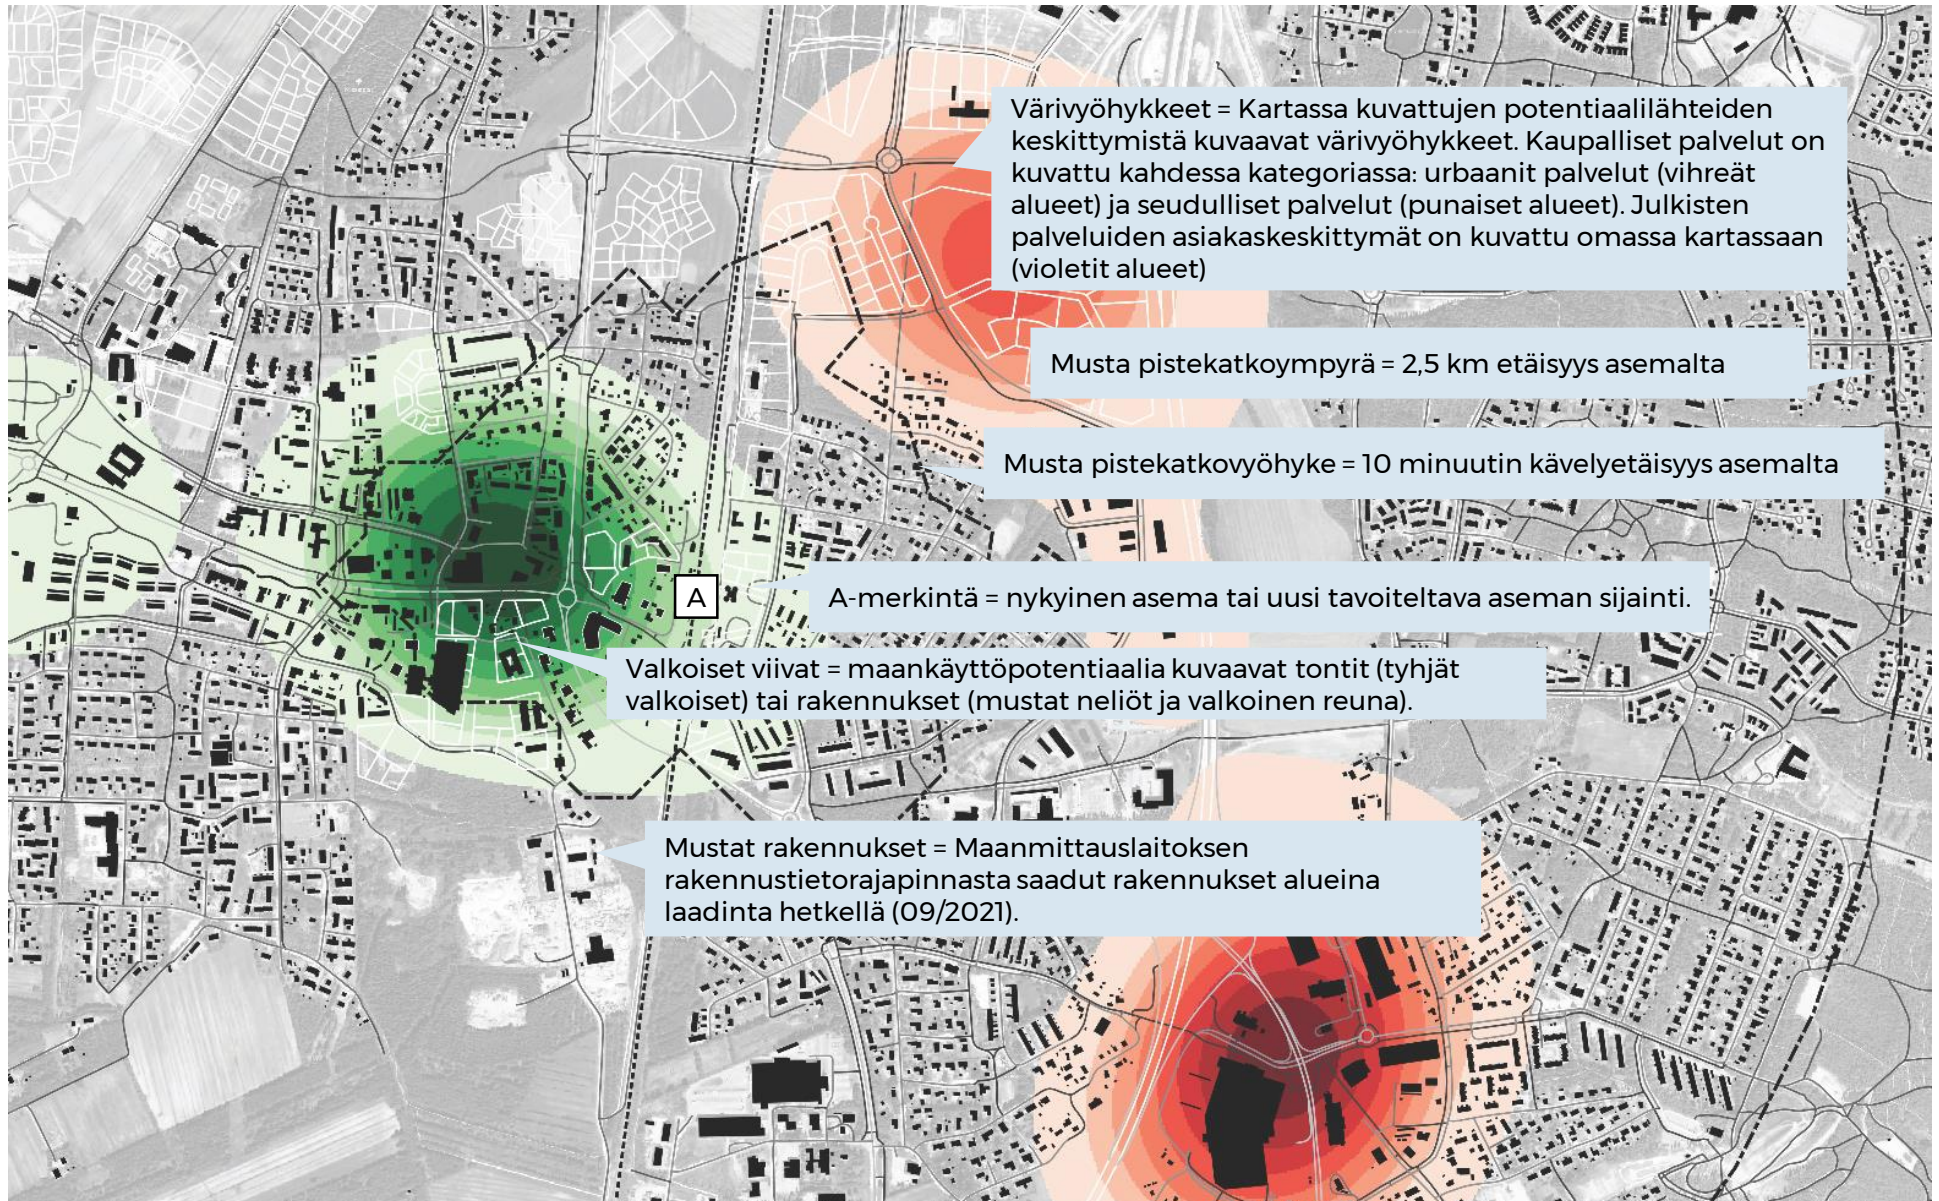 Värivyöhykkeet = Kartassa kuvattujen potentiaalilähteiden
keskittymistä kuvaavat värivyöhykkeet. Kaupalliset palvelut on
kuvattu kahdessa kategoriassa: urbaanit palvelut (vihreät
alueet) ja seudulliset palvelut (punaiset alueet). Julkisten
palveluiden asiakaskeskittymät on kuvattu omassa kartassaan
(violetit alueet)
Musta pistekatkoympyrä = 2,5 km etäisyys asemalta
Musta pistekatkovyöhyke = 10 minuutin kävelyetäisyys asemalta
A
A-merkintä = nykyinen asema tai uusi tavoiteltava aseman sijainti.
Valkoiset viivat = maankäyttöpotentiaalia kuvaavat tontit (tyhjät
valkoiset) tai rakennukset (mustat neliöt ja valkoinen reuna).
Mustat rakennukset = Maanmittauslaitoksen
rakennustietorajapinnasta saadut rakennukset alueina
laadinta hetkellä (09/2021).